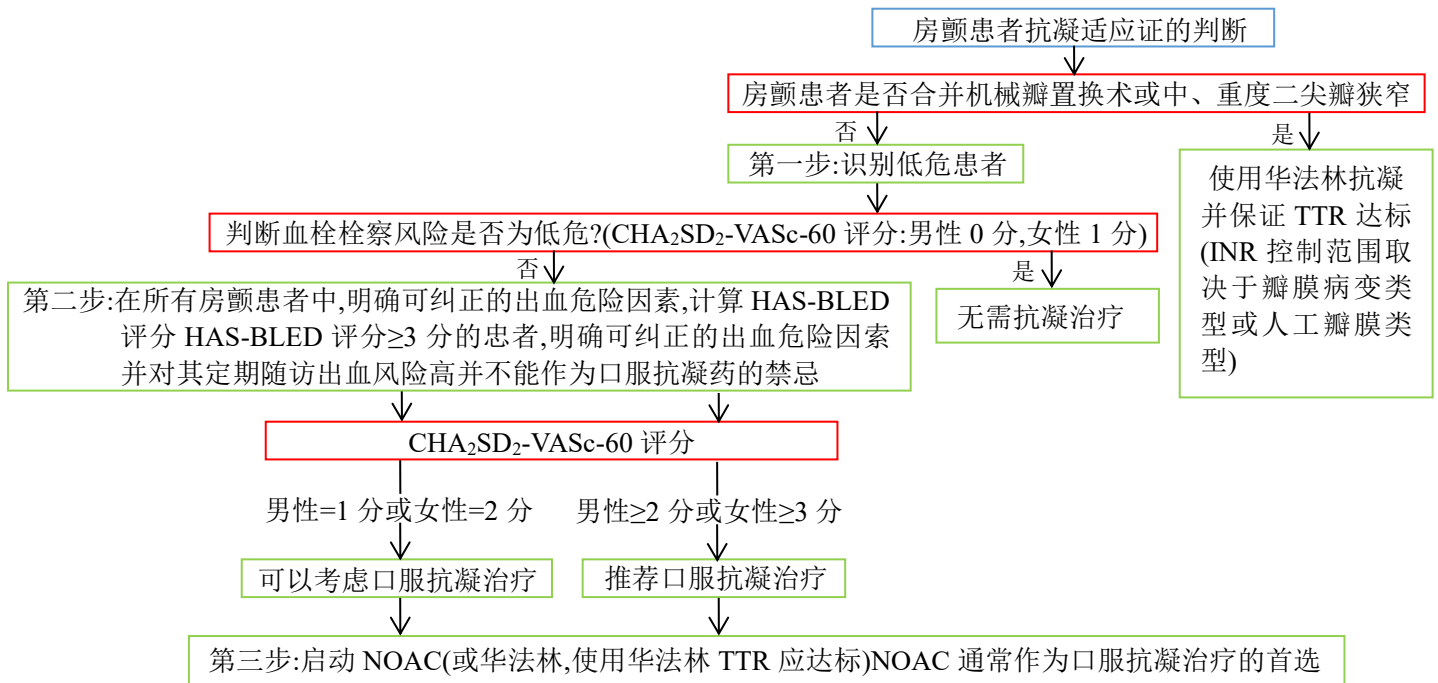 房颤患者抗凝适应证的判断
房颤患者是否合并机械瓣置换术或中、重度二尖瓣狭窄
否
是
第一步:识别低危患者
使用华法林抗凝
并保证 TTR 达标
(INR 控制范围取
决于瓣膜病变类
型或人工瓣膜类
型)
判断血栓栓察风险是否为低危?(CHA₂SD₂-VASc-60 评分:男性 0 分,女性 1 分)
否
是
第二步:在所有房颤患者中,明确可纠正的出血危险因素,计算 HAS-BLED
评分 HAS-BLED 评分≥3 分的患者,明确可纠正的出血危险因索
并对其定期随访出血风险高并不能作为口服抗凝药的禁忌
无需抗凝治疗
CHA₂SD₂-VASc-60 评分
男性=1 分或女性=2 分
男性≥2 分或女性≥3 分
可以考虑口服抗凝治疗
推荐口服抗凝治疗
第三步:启动 NOAC(或华法林,使用华法林 TTR 应达标)NOAC 通常作为口服抗凝治疗的首选